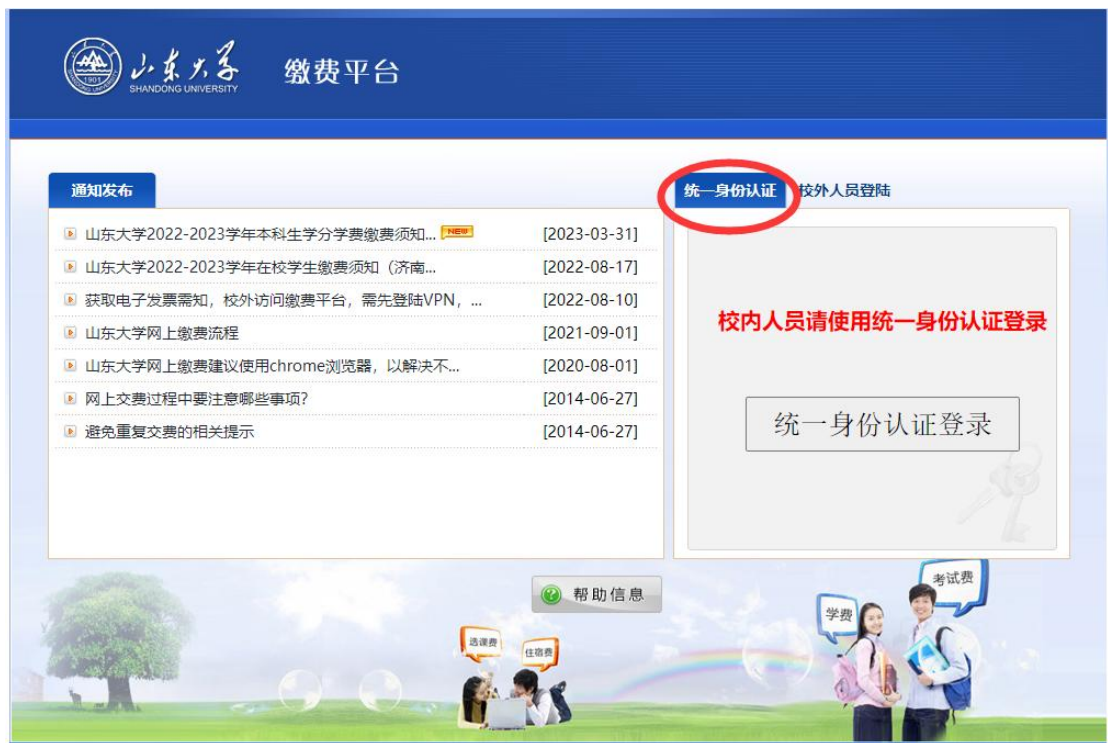 山东大学 缴费平台
SHANDONG UNIVERSITY
1901
通知发布
山东大学2022-2023学年本科生学分学费缴费须知... NEW [2023-03-31]
山东大学2022-2023学年在校学生缴费须知（济南... [2022-08-17]
获取电子发票需知，校外访问缴费平台，需先登陆VPN，... [2022-08-10]
山东大学网上缴费流程 [2021-09-01]
山东大学网上缴费建议使用chrome浏览器，以解决不... [2020-08-01]
网上交费过程中要注意哪些事项? [2014-06-27]
避免重复交费的相关提示 [2014-06-27]
统一身份认证 校外人员登陆
校内人员请使用统一身份认证登录
统一身份认证登录
帮助信息
选课费
住宿费
学费
考试费